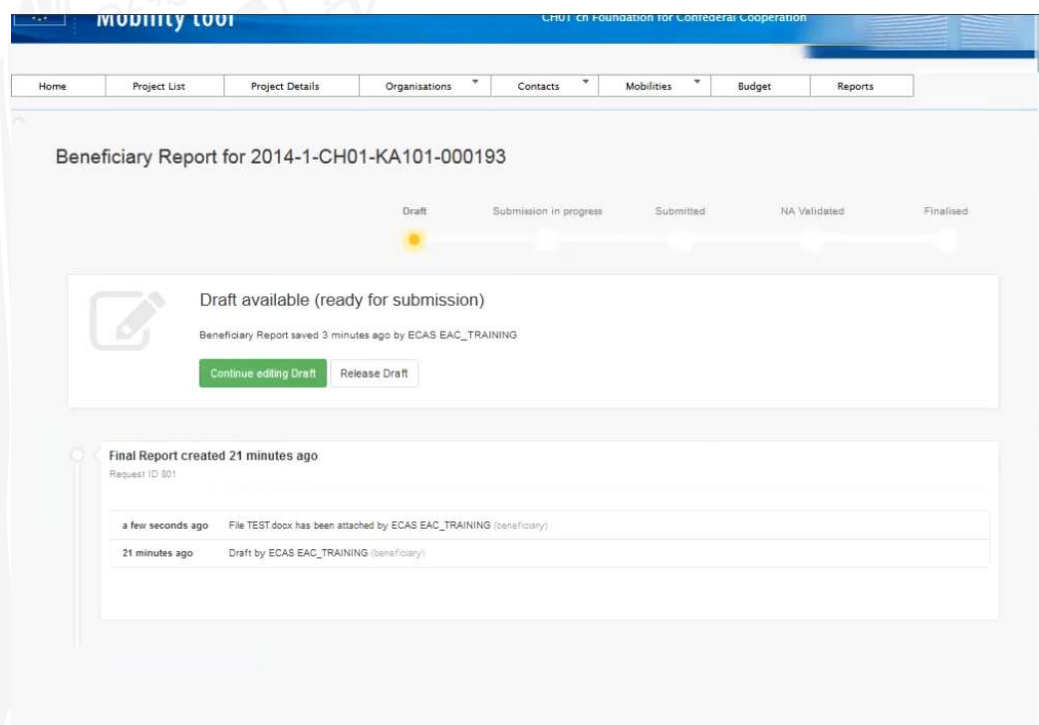 Mobility tool
CH01 ch Foundation for Confederal Cooperation
Home Project List Project Details Organisations Contacts Mobilities Budget Reports
Beneficiary Report for 2014-1-CH01-KA101-000193
Draft Submission in progress Submitted NA Validated Finalised
Draft available (ready for submission)
Beneficiary Report saved 3 minutes ago by ECAS EAC_TRAINING
Continue editing Draft Release Draft
Final Report created 21 minutes ago
Request ID 801
a few seconds ago File TEST.docx has been attached by ECAS EAC_TRAINING (beneficiary)
21 minutes ago Draft by ECAS EAC_TRAINING (beneficiary)